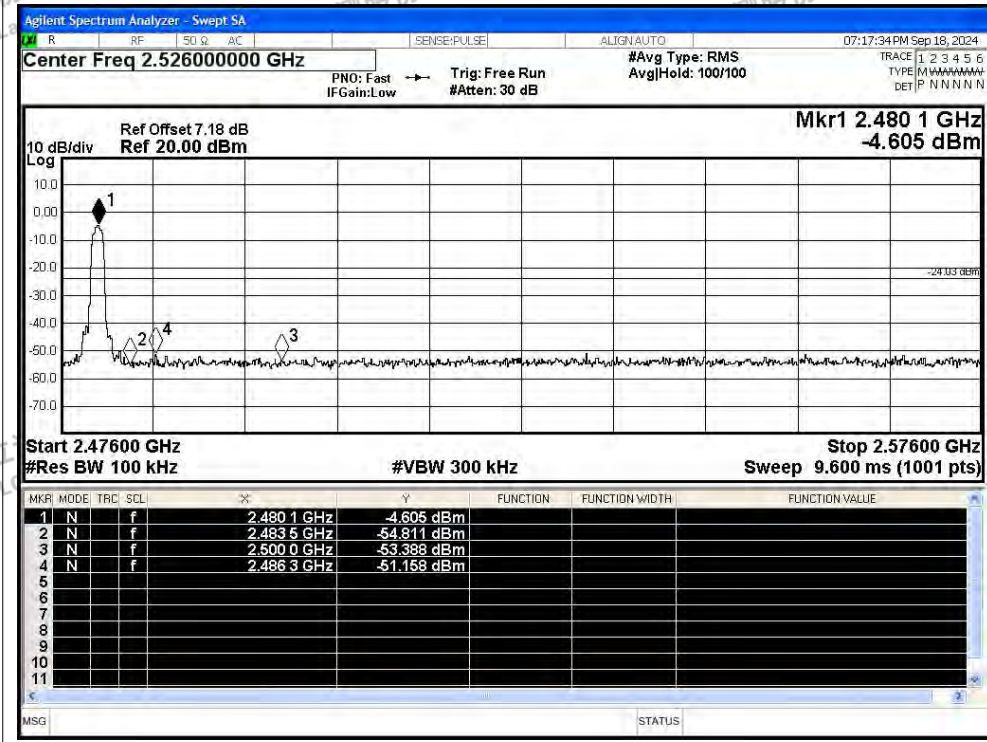 Agilent Spectrum Analyzer - Swept SA
R RF 50 Ω AC SENSE:PULSE ALIGN AUTO 07:17:34 PM Sep 18, 2024
Center Freq 2.526000000 GHz #Avg Type: RMS TRACE 1 2 3 4 5 6
PNO: Fast Trig: Free Run Avg|Hold: 100/100 TYPE M WWWWW
IFGain:Low #Atten: 30 dB DET P N N N N N
Mkr1 2.480 1 GHz
-4.605 dBm
Ref Offset 7.18 dB
10 dB/div Ref 20.00 dBm
Log
10.0
0.00
-10.0
-20.0
-30.0
-40.0
-50.0
-60.0
-70.0
1
2
4
3
-24.03 dBm
Start 2.47600 GHz Stop 2.57600 GHz
#Res BW 100 kHz #VBW 300 kHz Sweep 9.600 ms (1001 pts)
MKR MODE TRC SCL X Y FUNCTION FUNCTION WIDTH FUNCTION VALUE
1 N f 2.480 1 GHz -4.605 dBm
2 N f 2.483 5 GHz -54.811 dBm
3 N f 2.500 0 GHz -53.388 dBm
4 N f 2.486 3 GHz -51.158 dBm
5
6
7
8
9
10
11
MSG STATUS